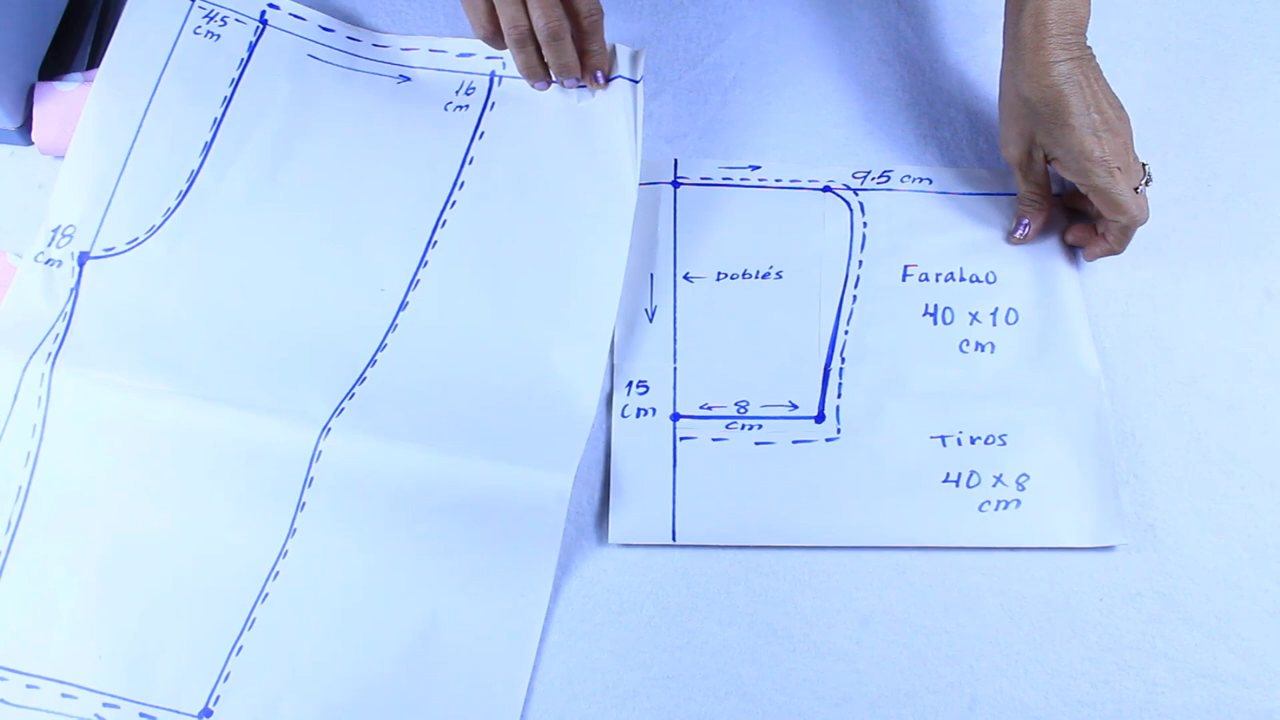 4.5
cm
16
cm
18
cm
9.5 cm
← Doblés
15
cm
← 8 →
cm
Faralao
40 x 10
cm
Tiros
40 x 8
cm